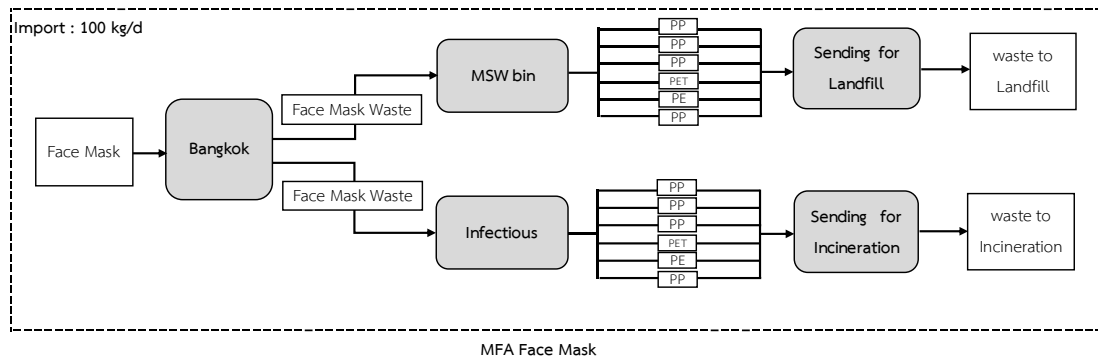 Import : 100 kg/d
Face Mask
Bangkok
Face Mask Waste
MSW bin
PP
PP
PP
PET
PE
PP
Sending for
Landfill
waste to
Landfill
Face Mask Waste
Infectious
PP
PP
PP
PET
PE
PP
Sending for
Incineration
waste to
Incineration
MFA Face Mask